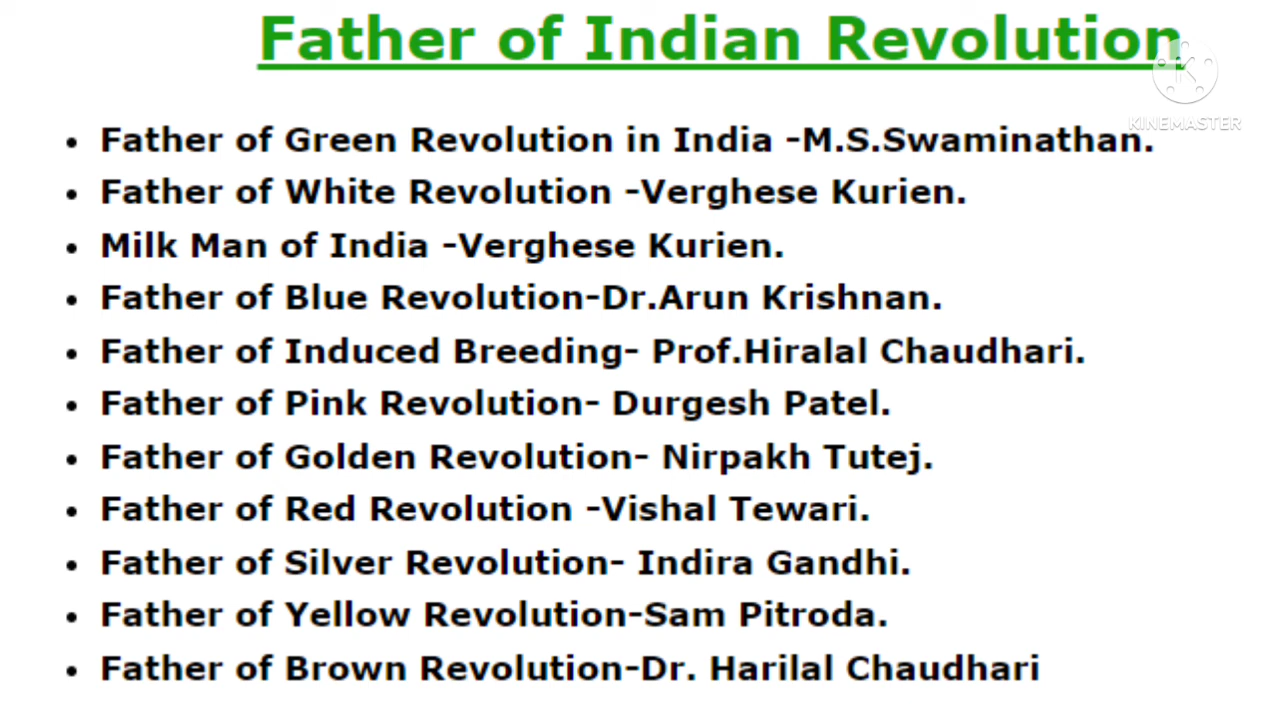 Father of Indian Revolution
KINEMASTER
• Father of Green Revolution in India -M.S.Swaminathan.
• Father of White Revolution -Verghese Kurien.
• Milk Man of India -Verghese Kurien.
• Father of Blue Revolution-Dr.Arun Krishnan.
• Father of Induced Breeding- Prof.Hiralal Chaudhari.
• Father of Pink Revolution- Durgesh Patel.
• Father of Golden Revolution- Nirpakh Tutej.
• Father of Red Revolution -Vishal Tewari.
• Father of Silver Revolution- Indira Gandhi.
• Father of Yellow Revolution-Sam Pitroda.
• Father of Brown Revolution-Dr. Harilal Chaudhari